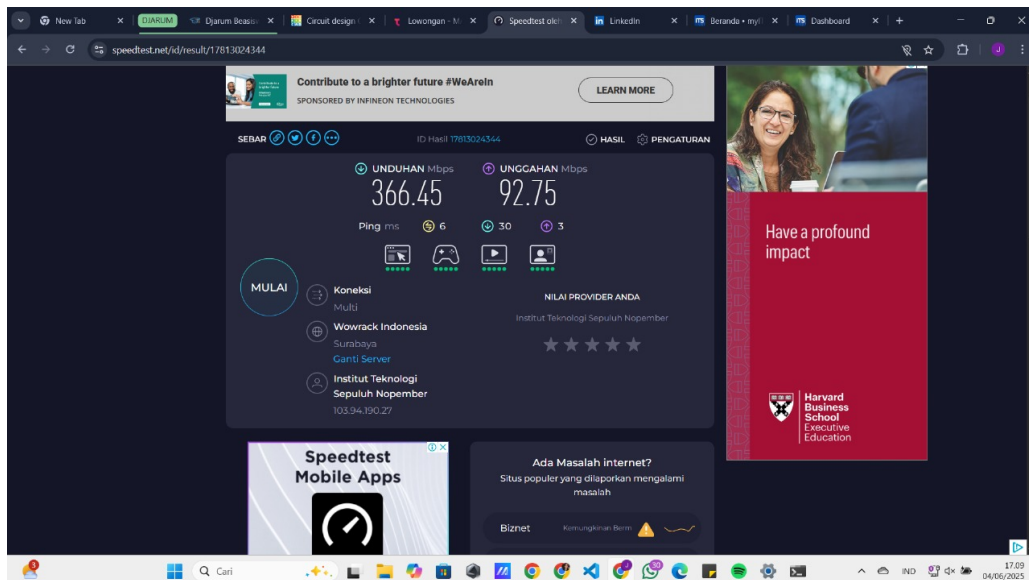 New Tab
DJARUM
Djarum Beasis
Circuit design
Lowongan - M
Speedtest oleh
LinkedIn
Beranda • myI
Dashboard
speedtest.net/id/result/17813024344
Contribute to a brighter future #WeAreIn
SPONSORED BY INFINEON TECHNOLOGIES
LEARN MORE
SEBAR
ID Hasil 17813024344
HASIL
PENGATURAN
UNDUHAN Mbps
UNGGAHAN Mbps
366.45
92.75
Ping ms 6 30 3
MULAI
Koneksi
Multi
Wowrack Indonesia
Surabaya
Ganti Server
Institut Teknologi
Sepuluh Nopember
103.94.190.27
NILAI PROVIDER ANDA
Institut Teknologi Sepuluh Nopember
Have a profound
impact
Harvard
Business
School
Executive
Education
Speedtest
Mobile Apps
Ada Masalah internet?
Situs populer yang dilaporkan mengalami
masalah
Biznet
Kemungkinan Berm
Cari
IND
17.09